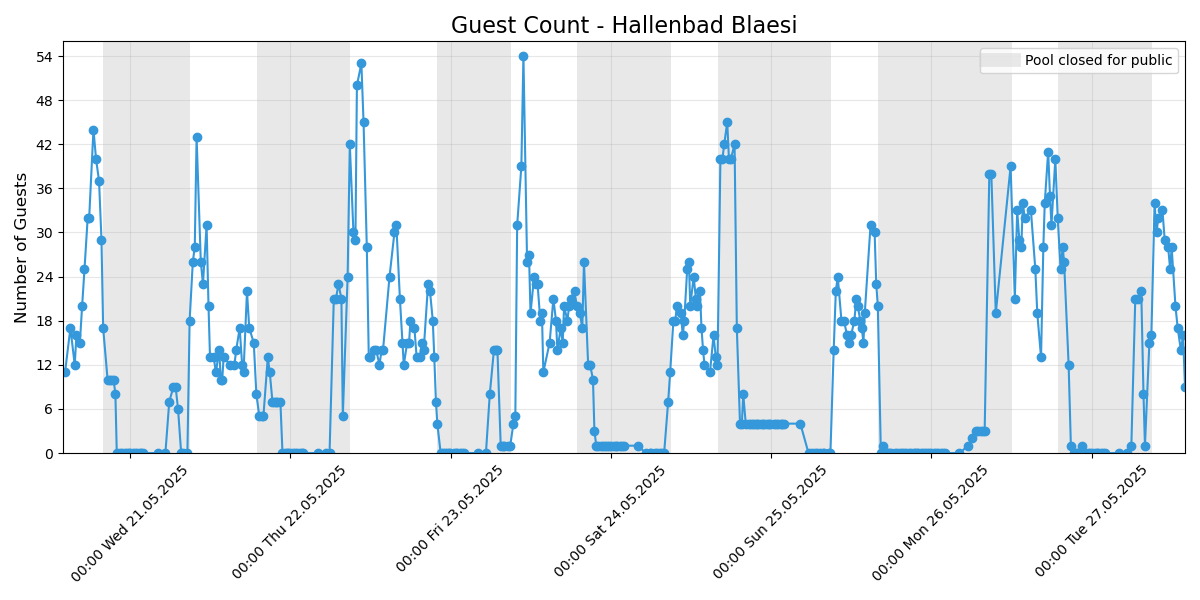 Guest Count - Hallenbad Blaesi
Pool closed for public
Number of Guests
54
48
42
36
30
24
18
12
6
0
00:00 Wed 21.05.2025
00:00 Thu 22.05.2025
00:00 Fri 23.05.2025
00:00 Sat 24.05.2025
00:00 Sun 25.05.2025
00:00 Mon 26.05.2025
00:00 Tue 27.05.2025